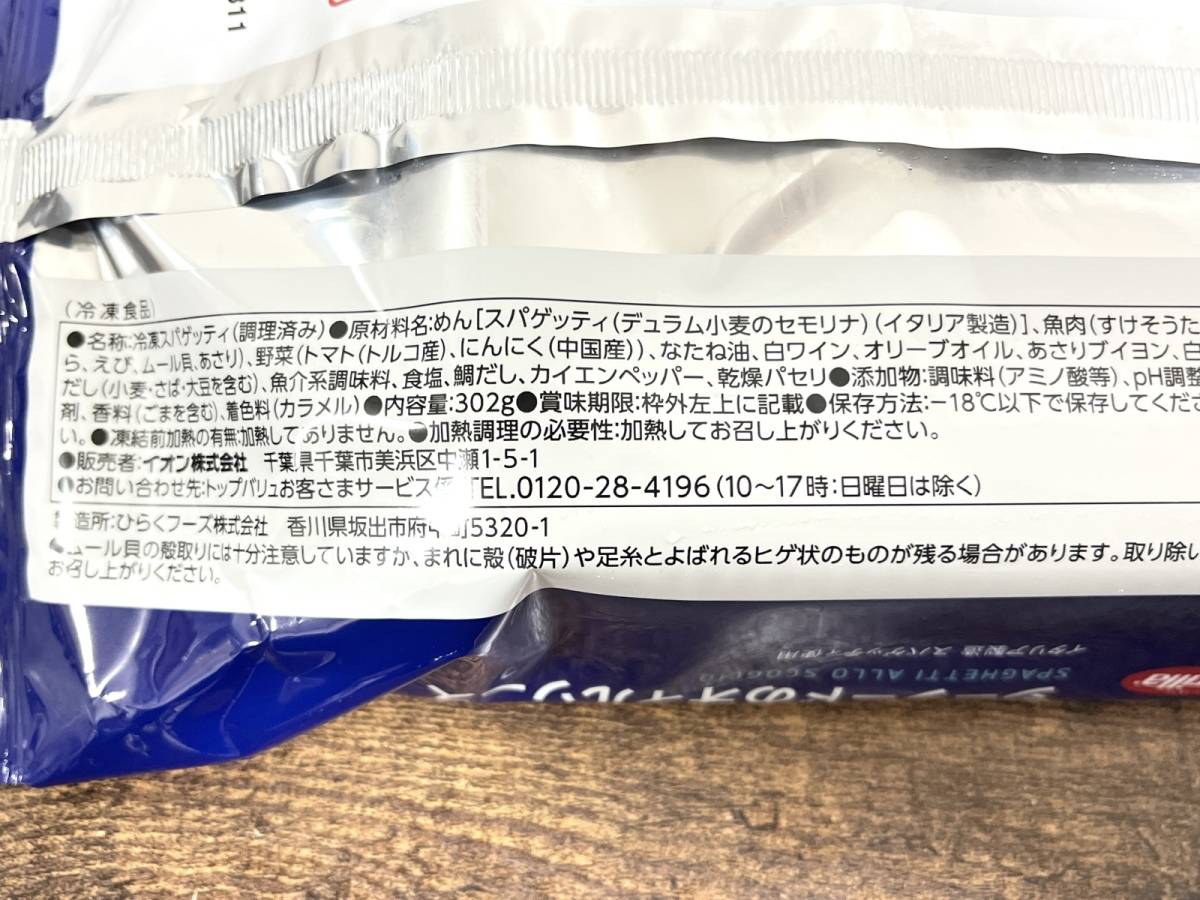 311
(冷凍食品)
●名称:冷凍スパゲッティ(調理済み)●原材料名:めん[スパゲッティ(デュラム小麦のセモリナ)(イタリア製造)]、魚肉(すけそうた
ら、えび、ムール貝、あさり)、野菜(トマト(トルコ産)、にんにく(中国産))、なたね油、白ワイン、オリーブオイル、あさりブイヨン、白
だし(小麦・さば・大豆を含む)、魚介系調味料、食塩、鯛だし、カイエンペッパー、乾燥パセリ●添加物:調味料(アミノ酸等)、pH調整
剤、香料(ごまを含む)、着色料(カラメル)●内容量:302g●賞味期限:枠外左上に記載●保存方法:−18℃以下で保存してくださ
い。●凍結前加熱の有無:加熱してありません。●加熱調理の必要性:加熱してお召し上がりください。
●販売者:イオン株式会社 千葉県千葉市美浜区中瀬1-5-1
●お問い合わせ先:トップバリュお客さまサービス係 TEL.0120-28-4196(10〜17時:日曜日は除く)
造所:ひらくフーズ株式会社 香川県坂出市府中町5320-1
●ムール貝の殻取りには十分注意していますが、まれに殻(破片)や足糸とよばれるヒゲ状のものが残る場合があります。取り除い
お召し上がりください。
イタリア製造 スパゲッティ使用
SPAGHETTI ALLO SCOGLIO